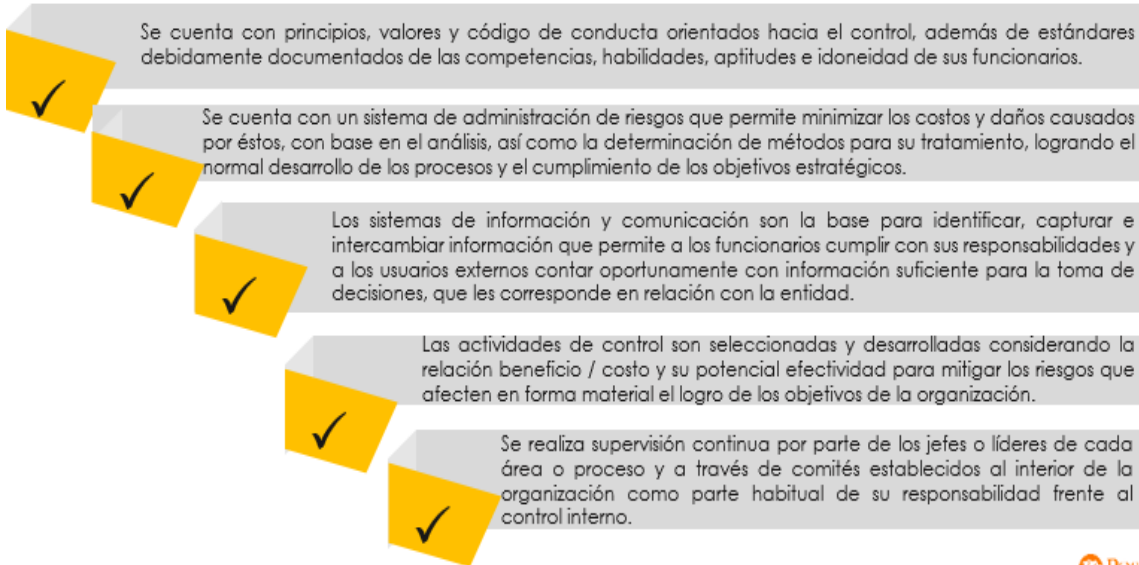 Se cuenta con principios, valores y código de conducta orientados hacia el control, además de estándares
debidamente documentados de las competencias, habilidades, aptitudes e idoneidad de sus funcionarios.
Se cuenta con un sistema de administración de riesgos que permite minimizar los costos y daños causados
por éstos, con base en el análisis, así como la determinación de métodos para su tratamiento, logrando el
normal desarrollo de los procesos y el cumplimiento de los objetivos estratégicos.
Los sistemas de información y comunicación son la base para identificar, capturar e
intercambiar información que permite a los funcionarios cumplir con sus responsabilidades y
a los usuarios externos contar oportunamente con información suficiente para la toma de
decisiones, que les corresponde en relación con la entidad.
Las actividades de control son seleccionadas y desarrolladas considerando la
relación beneficio / costo y su potencial efectividad para mitigar los riesgos que
afecten en forma material el logro de los objetivos de la organización.
Se realiza supervisión continua por parte de los jefes o líderes de cada
área o proceso y a través de comités establecidos al interior de la
organización como parte habitual de su responsabilidad frente al
control interno.